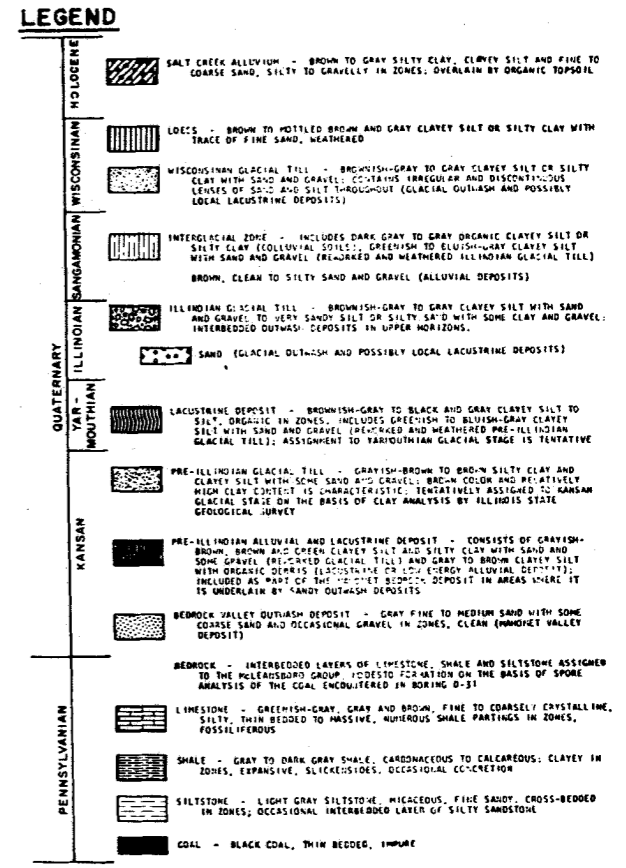 LEGEND
HOLOCENE
SALT CREEK ALLUVIUM - BROWN TO GRAY SILTY CLAY, CLAYEY SILT AND FINE TO
COARSE SAND, SILTY TO GRAVELLY IN ZONES; OVERLAIN BY ORGANIC TOPSOIL
WISCONSINAN
LOESS - BROWN TO MOTTLED BROWN AND GRAY CLAYEY SILT OR SILTY CLAY WITH
TRACE OF FINE SAND, WEATHERED
WISCONSINAN GLACIAL TILL - BROWNISH-GRAY TO GRAY CLAYEY SILT OR SILTY
CLAY WITH SAND AND GRAVEL; CONTAINS IRREGULAR AND DISCONTINUOUS
LENSES OF SAND AND SILT THROUGHOUT (GLACIAL OUTWASH AND POSSIBLY
LOCAL LACUSTRINE DEPOSITS)
SANGAMONIAN
INTERGLACIAL ZONE - INCLUDES DARK GRAY TO GRAY ORGANIC CLAYEY SILT OR
SILTY CLAY (COLLUVIAL SOILS), GREENISH TO BLUISH-GRAY CLAYEY SILT
WITH SAND AND GRAVEL (REWORKED AND WEATHERED ILLINOIAN GLACIAL TILL)
BROWN, CLEAN TO SILTY SAND AND GRAVEL (ALLUVIAL DEPOSITS)
ILLINOIAN
ILLINOIAN GLACIAL TILL - BROWNISH-GRAY TO GRAY CLAYEY SILT WITH SAND
AND GRAVEL TO VERY SANDY SILT OR SILTY SAND WITH SOME CLAY AND GRAVEL;
INTERBEDDED OUTWASH DEPOSITS IN UPPER HORIZONS.
SAND (GLACIAL OUTWASH AND POSSIBLY LOCAL LACUSTRINE DEPOSITS)
QUATERNARY
YAR-
MOUTHIAN
LACUSTRINE DEPOSIT - BROWNISH-GRAY TO BLACK AND GRAY CLAYEY SILT TO
SILT, ORGANIC IN ZONES, INCLUDES GREENISH TO BLUISH-GRAY CLAYEY
SILT WITH SAND AND GRAVEL (REWORKED AND WEATHERED PRE-ILLINOIAN
GLACIAL TILL); ASSIGNMENT TO YARMOUTHIAN GLACIAL STAGE IS TENTATIVE
KANSAN
PRE-ILLINOIAN GLACIAL TILL - GRAYISH-BROWN TO BROWN SILTY CLAY AND
CLAYEY SILT WITH SOME SAND AND GRAVEL; BROWN COLOR AND RELATIVELY
HIGH CLAY CONTENT IS CHARACTERISTIC; TENTATIVELY ASSIGNED TO KANSAN
GLACIAL STAGE ON THE BASIS OF CLAY ANALYSIS BY ILLINOIS STATE
GEOLOGICAL SURVEY
PRE-ILLINOIAN ALLUVIAL AND LACUSTRINE DEPOSIT - CONSISTS OF GRAYISH-
BROWN, BROWN AND GREEN CLAYEY SILT AND SILTY CLAY WITH SAND AND
SOME GRAVEL (REWORKED GLACIAL TILL) AND GRAY TO BROWN CLAYEY SILT
WITH ORGANIC DEBRIS (LACUSTRINE OR LOW ENERGY ALLUVIAL DEPOSIT);
INCLUDED AS PART OF THE MAHOMET BEDROCK DEPOSIT IN AREAS WHERE IT
IS UNDERLAIN BY SANDY OUTWASH DEPOSITS
BEDROCK VALLEY OUTWASH DEPOSIT - GRAY FINE TO MEDIUM SAND WITH SOME
COARSE SAND AND OCCASIONAL GRAVEL IN ZONES, CLEAN (MAHOMET VALLEY
DEPOSIT)
PENNSYLVANIAN
BEDROCK - INTERBEDDED LAYERS OF LIMESTONE, SHALE AND SILTSTONE ASSIGNED
TO THE MCLEANSBORO GROUP, MODESTO FORMATION ON THE BASIS OF SPORE
ANALYSIS OF THE COAL ENCOUNTERED IN BORING D-31
LIMESTONE - GREENISH-GRAY, GRAY AND BROWN, FINE TO COARSELY CRYSTALLINE,
SILTY, THIN BEDDED TO MASSIVE, NUMEROUS SHALE PARTINGS IN ZONES,
FOSSILIFEROUS
SHALE - GRAY TO DARK GRAY SHALE, CARBONACEOUS TO CALCAREOUS; CLAYEY IN
ZONES, EXPANSIVE, SLICKENSIDES, OCCASIONAL CONCRETION
SILTSTONE - LIGHT GRAY SILTSTONE, MICACEOUS, FINE SANDY, CROSS-BEDDED
IN ZONES; OCCASIONAL INTERBEDDED LAYER OF SILTY SANDSTONE
COAL - BLACK COAL, THIN BEDDED, IMPURE